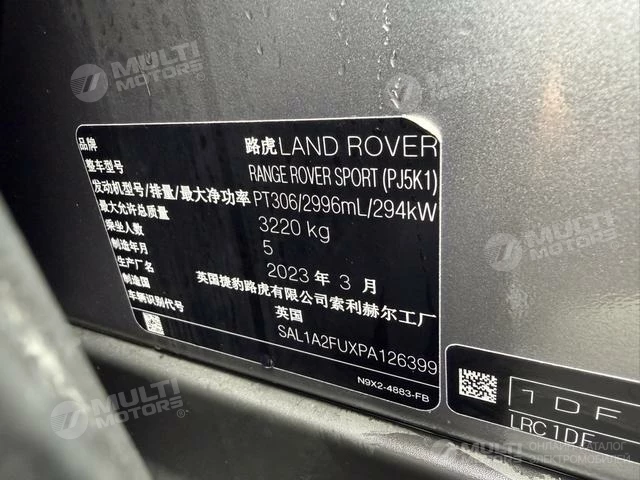 MULTI
MOTORS®
MULTI
MOTORS®
品牌 路虎LAND ROVER
整车型号 RANGE ROVER SPORT (PJ5K1)
发动机型号/排量/最大净功率 PT306/2996mL/294kW
最大允许总质量 3220 kg
乘坐人数 5
制造年月 2023 年 3 月
生产厂名 英国捷豹路虎有限公司索利赫尔工厂
制造国 英国
车辆识别代号 SAL1A2FUXPA126399
N9X2-4883-FB
1DF
LRC1DF
MULTI
MOTORS®
MULTI ОНЛАЙН-КАТАЛОГ
ЭЛЕКТРОМОБИЛЕЙ